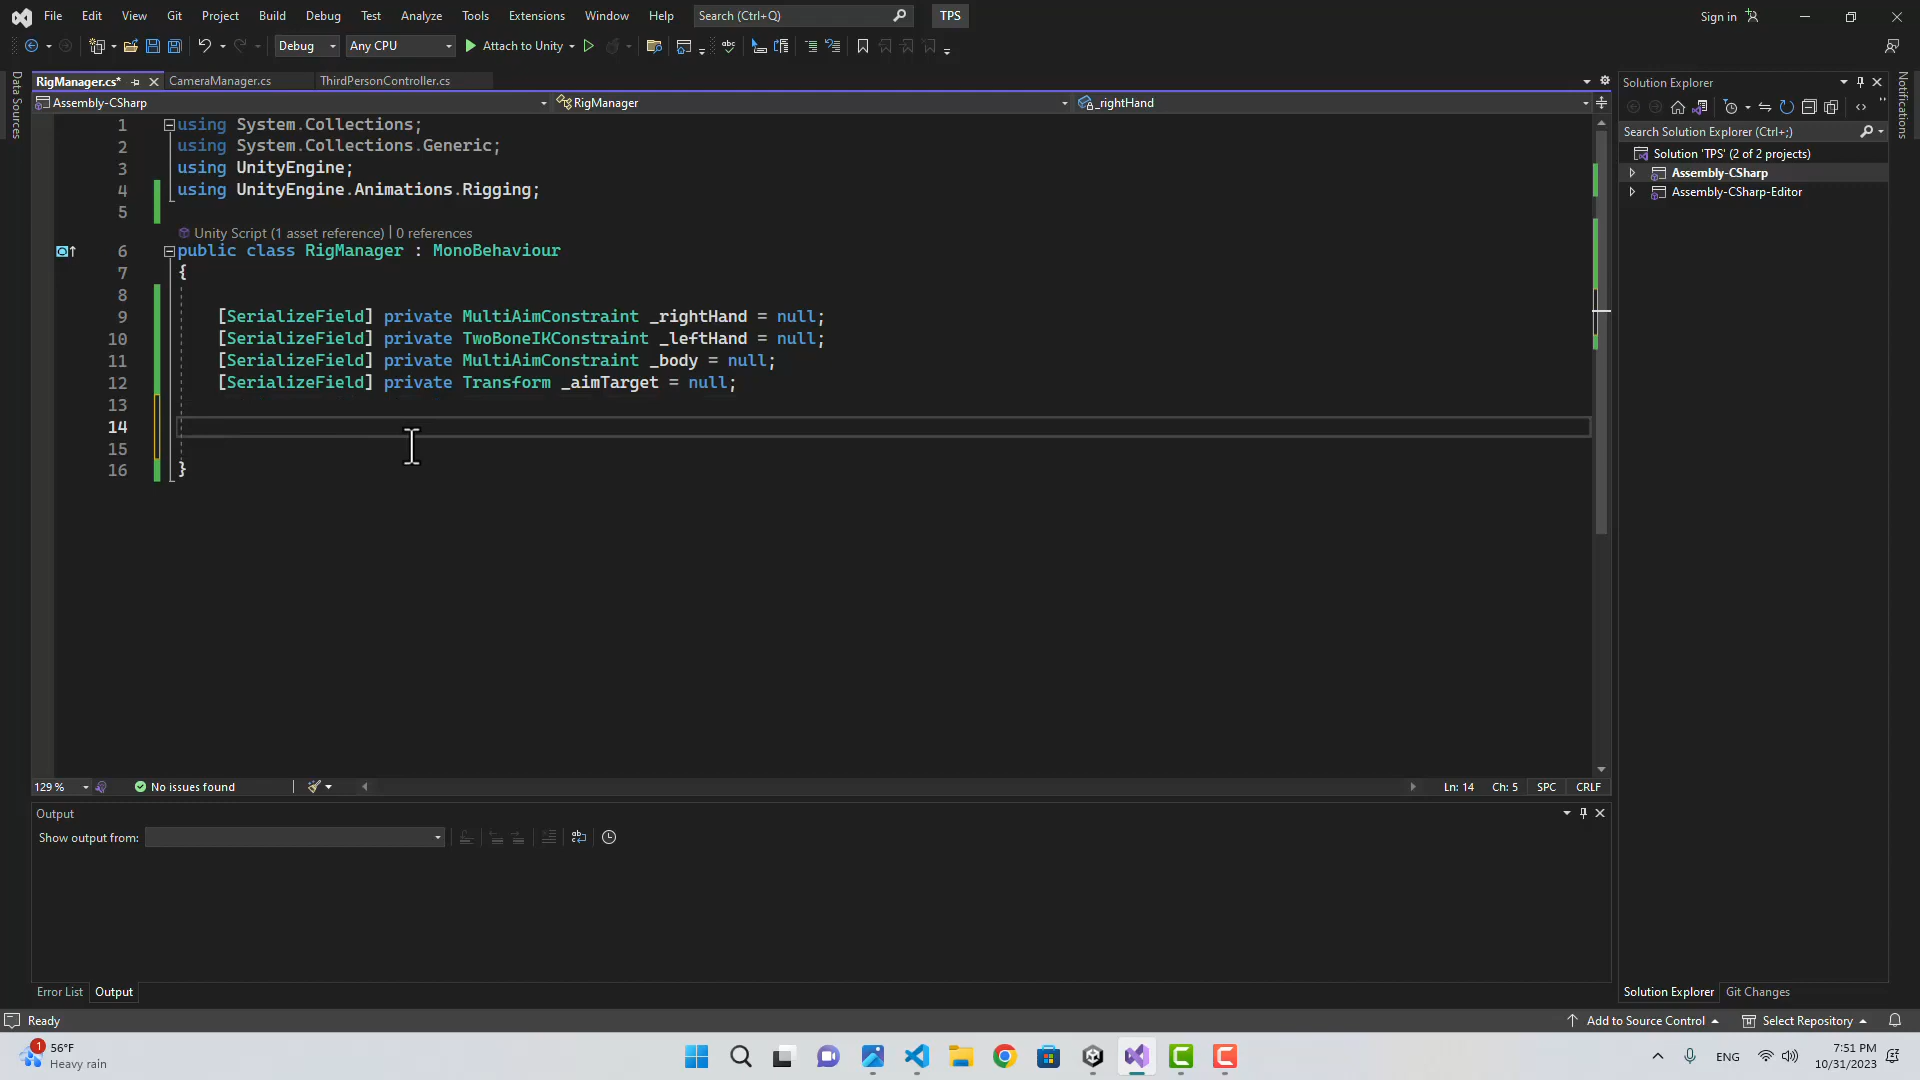 File Edit View Git Project Build Debug Test Analyze Tools Extensions Window Help Search (Ctrl+Q) TPS Sign in
Debug Any CPU Attach to Unity
Data Sources
RigManager.cs* CameraManager.cs ThirdPersonController.cs
Assembly-CSharp RigManager _rightHand
1 using System.Collections;
2 using System.Collections.Generic;
3 using UnityEngine;
4 using UnityEngine.Animations.Rigging;
5
Unity Script (1 asset reference) | 0 references
6 public class RigManager : MonoBehaviour
7 {
8
9 [SerializeField] private MultiAimConstraint _rightHand = null;
10 [SerializeField] private TwoBoneIKConstraint _leftHand = null;
11 [SerializeField] private MultiAimConstraint _body = null;
12 [SerializeField] private Transform _aimTarget = null;
13
14
15
16 }
129 % No issues found Ln: 14 Ch: 5 SPC CRLF
Output
Show output from:
Error List Output
Solution Explorer
Search Solution Explorer (Ctrl+;)
Solution 'TPS' (2 of 2 projects)
Assembly-CSharp
Assembly-CSharp-Editor
Solution Explorer Git Changes
Notifications
Ready Add to Source Control Select Repository
1 56°F
Heavy rain
ENG 7:51 PM
10/31/2023